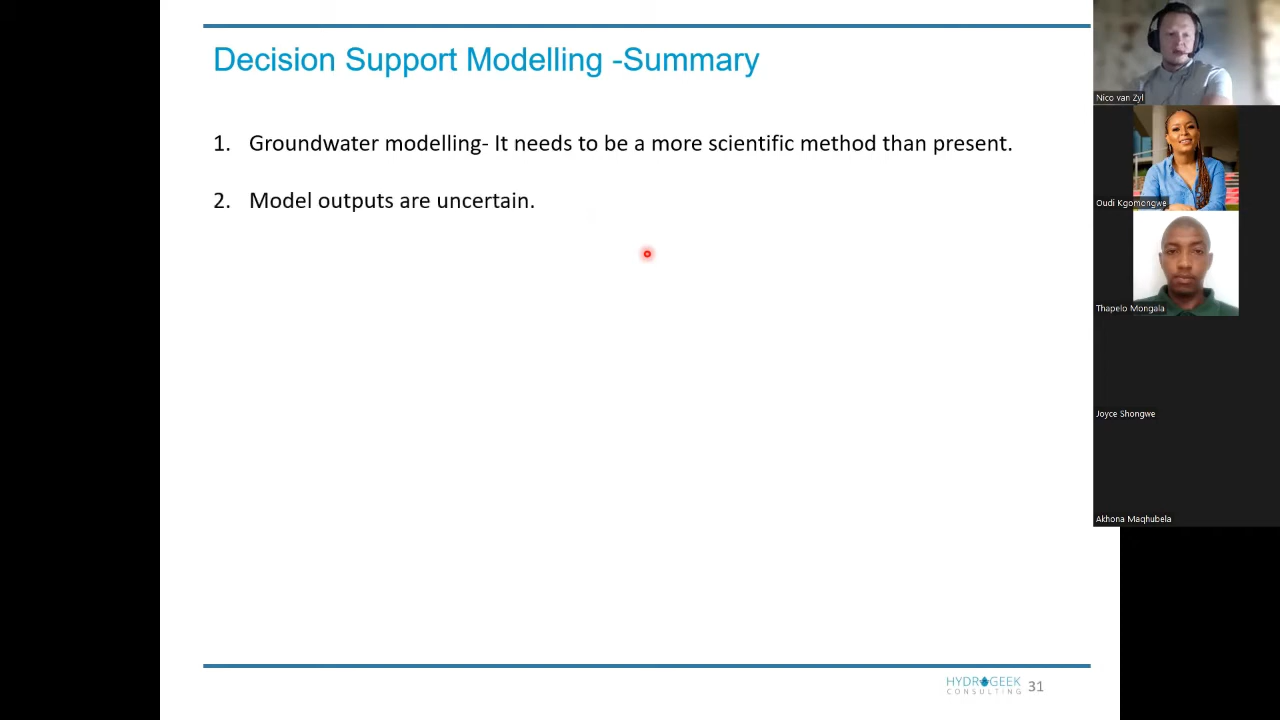 Decision Support Modelling -Summary
1. Groundwater modelling- It needs to be a more scientific method than present.
2. Model outputs are uncertain.
HYDROGEEK
CONSULTING
31
Nico van Zyl
Oudi Kgomongwe
Thapelo Mongala
Joyce Shongwe
Akhona Maqhubela